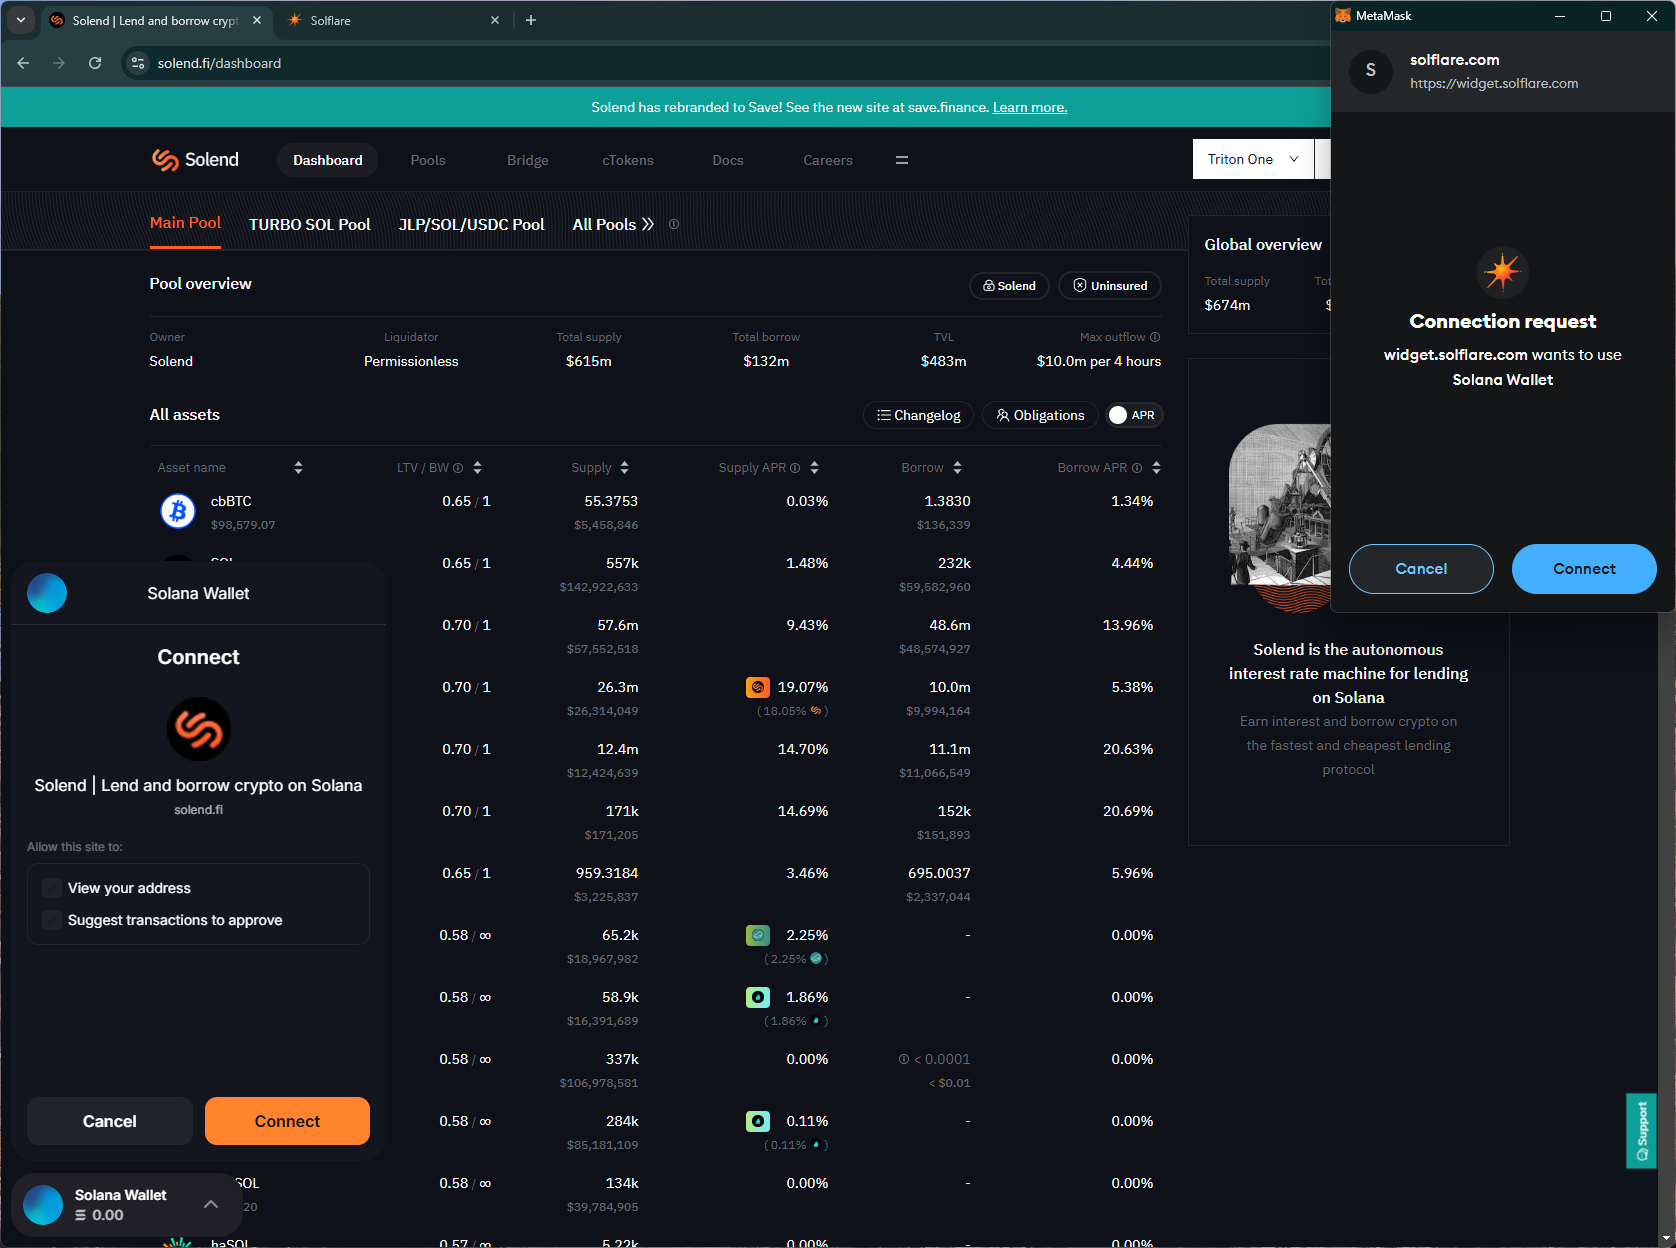 Solend | Lend and borrow crypt
Solflare
solend.fi/dashboard
Solend has rebranded to Save! See the new site at save.finance. Learn more.
Solend
Dashboard
Pools
Bridge
cTokens
Docs
Careers
Triton One
Main Pool
TURBO SOL Pool
JLP/SOL/USDC Pool
All Pools
Pool overview
Solend
Uninsured
Owner
Liquidator
Total supply
Total borrow
TVL
Max outflow
Solend
Permissionless
$615m
$132m
$483m
$10.0m per 4 hours
All assets
Changelog
Obligations
APR
Asset name
LTV / BW
Supply
Supply APR
Borrow
Borrow APR
cbBTC
0.65 / 1
55.3753
0.03%
1.3830
1.34%
$98,579.07
$5,458,846
$136,339
0.65 / 1
557k
1.48%
232k
4.44%
$142,922,633
$59,582,960
0.70 / 1
57.6m
9.43%
48.6m
13.96%
$57,552,518
$48,574,927
0.70 / 1
26.3m
19.07%
10.0m
5.38%
$26,314,049
(18.05%)
$9,994,164
0.70 / 1
12.4m
14.70%
11.1m
20.63%
$12,424,639
$11,066,549
0.70 / 1
171k
14.69%
152k
20.69%
$171,205
$151,893
0.65 / 1
959.3184
3.46%
695.0037
5.96%
$3,225,837
$2,337,044
0.58 / ∞
65.2k
2.25%
-
0.00%
$18,967,982
(2.25%)
0.58 / ∞
58.9k
1.86%
-
0.00%
$16,391,689
(1.86%)
0.58 / ∞
337k
0.00%
< 0.0001
0.00%
$106,978,581
< $0.01
0.58 / ∞
284k
0.11%
-
0.00%
$85,181,109
(0.11%)
SOL
0.58 / ∞
134k
0.00%
-
0.00%
20
$39,784,905
haSOL
0.57 / ∞
5.22k
0.00%
-
0.00%
Global overview
Total supply
Tot
$674m
$
Solend is the autonomous
interest rate machine for lending
on Solana
Earn interest and borrow crypto on
the fastest and cheapest lending
protocol
Support
Solana Wallet
Connect
Solend | Lend and borrow crypto on Solana
solend.fi
Allow this site to:
View your address
Suggest transactions to approve
Cancel
Connect
Solana Wallet
0.00
MetaMask
S
solflare.com
https://widget.solflare.com
Connection request
widget.solflare.com wants to use
Solana Wallet
Cancel
Connect